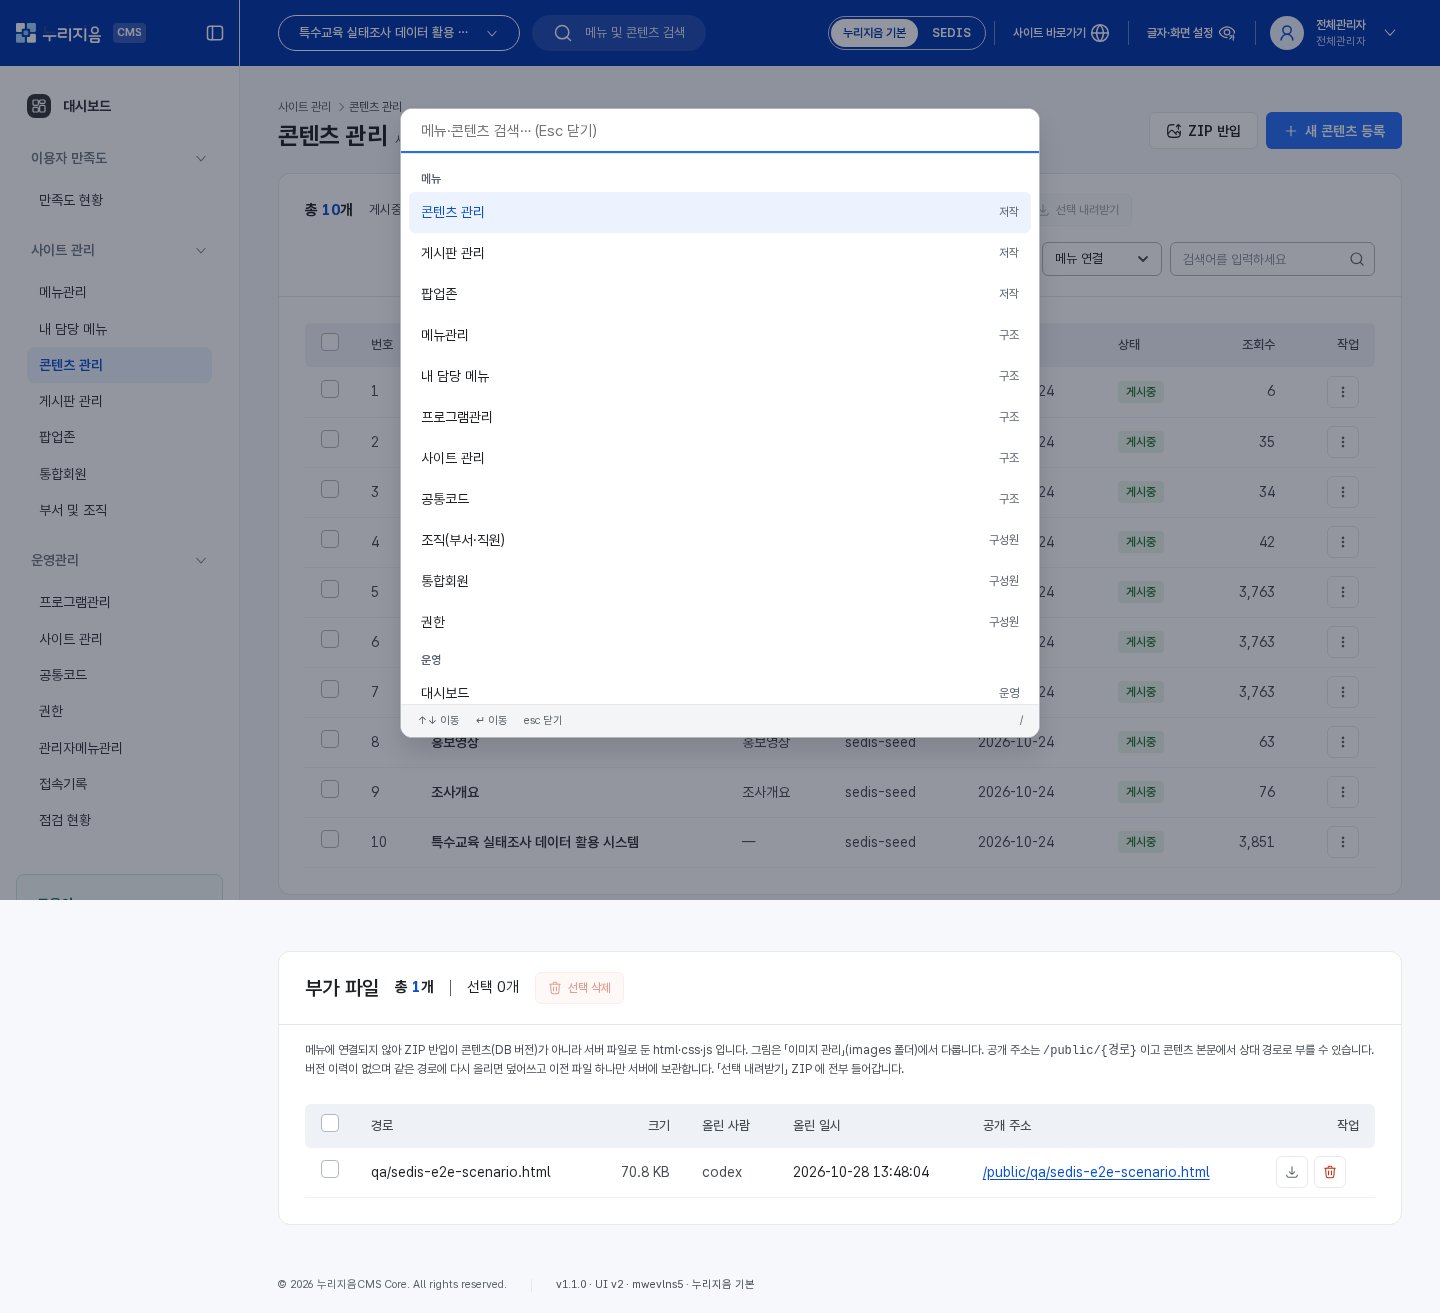 누리지음 CMS
특수교육 실태조사 데이터 활용 ···
메뉴 및 콘텐츠 검색
누리지음 기본
SEDIS
사이트 바로가기
글자·화면 설정
전체관리자
전체관리자
대시보드
이용자 만족도
만족도 현황
사이트 관리
메뉴관리
내 담당 메뉴
콘텐츠 관리
게시판 관리
팝업존
통합회원
부서 및 조직
운영관리
프로그램관리
사이트 관리
공통코드
권한
관리자메뉴관리
접속기록
점검 현황
사이트 관리 > 콘텐츠 관리
콘텐츠 관리
ZIP 반입
새 콘텐츠 등록
총 10개
게시중
선택 내려받기
메뉴 연결
검색어를 입력하세요
메뉴·콘텐츠 검색··· (Esc 닫기)
메뉴
콘텐츠 관리 저작
게시판 관리 저작
팝업존 저작
메뉴관리 구조
내 담당 메뉴 구조
프로그램관리 구조
사이트 관리 구조
공통코드 구조
조직(부서·직원) 구성원
통합회원 구성원
권한 구성원
운영
대시보드 운영
↑↓ 이동 ↵ 이동 esc 닫기 /
번호 상태 조회수 작업
1 24 게시중 6
2 24 게시중 35
3 24 게시중 34
4 24 게시중 42
5 24 게시중 3,763
6 24 게시중 3,763
7 24 게시중 3,763
8 홍보영상 홍보영상 sedis-seed 2026-10-24 게시중 63
9 조사개요 조사개요 sedis-seed 2026-10-24 게시중 76
10 특수교육 실태조사 데이터 활용 시스템 — sedis-seed 2026-10-24 게시중 3,851
부가 파일 총 1개 | 선택 0개 선택 삭제
메뉴에 연결되지 않아 ZIP 반입이 콘텐츠(DB 버전)가 아니라 서버 파일로 둔 html·css·js 입니다. 그림은 「이미지 관리」(images 폴더)에서 다룹니다. 공개 주소는 /public/{경로} 이고 콘텐츠 본문에서 상대 경로로 부를 수 있습니다.
버전 이력이 없으며 같은 경로에 다시 올리면 덮어쓰고 이전 파일 하나만 서버에 보관합니다. 「선택 내려받기」 ZIP 에 전부 들어갑니다.
경로 크기 올린 사람 올린 일시 공개 주소 작업
qa/sedis-e2e-scenario.html 70.8 KB codex 2026-10-28 13:48:04 /public/qa/sedis-e2e-scenario.html
© 2026 누리지음CMS Core. All rights reserved.
v1.1.0 · UI v2 · mwevlns5 · 누리지음 기본